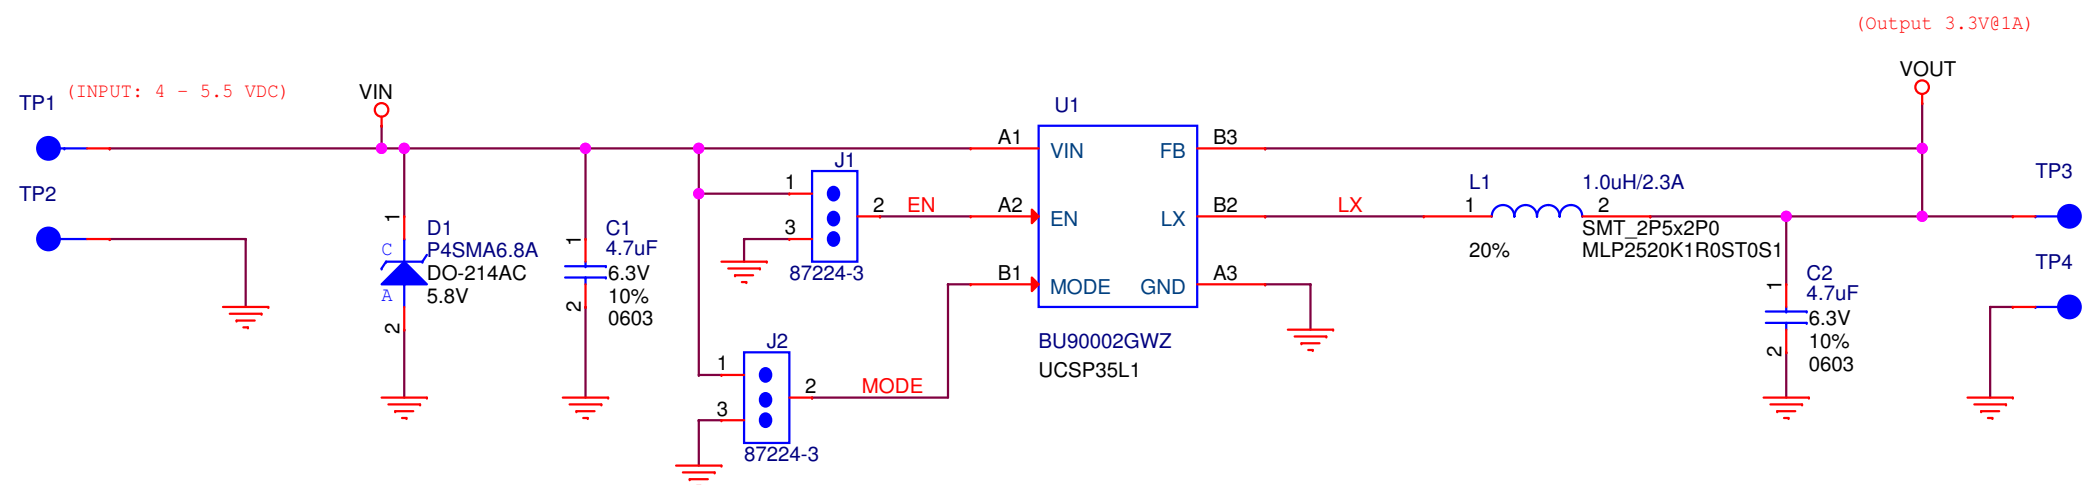 (Output 3.3V@1A)
VOUT
(INPUT: 4 - 5.5 VDC)
VIN
TP1
U1
A1
VIN
FB
B3
J1
1
2
3
EN
A2
EN
LX
B2
LX
L1
1
1.0uH/2.3A
2
SMT_2P5x2P0
MLP2520K1R0ST0S1
20%
TP3
TP2
1
D1
P4SMA6.8A
DO-214AC
5.8V
C
A
2
1
C1
4.7uF
6.3V
10%
0603
2
87224-3
B1
MODE
GND
A3
TP4
1
C2
4.7uF
6.3V
10%
0603
2
BU90002GWZ
UCSP35L1
J2
1
2
3
MODE
87224-3